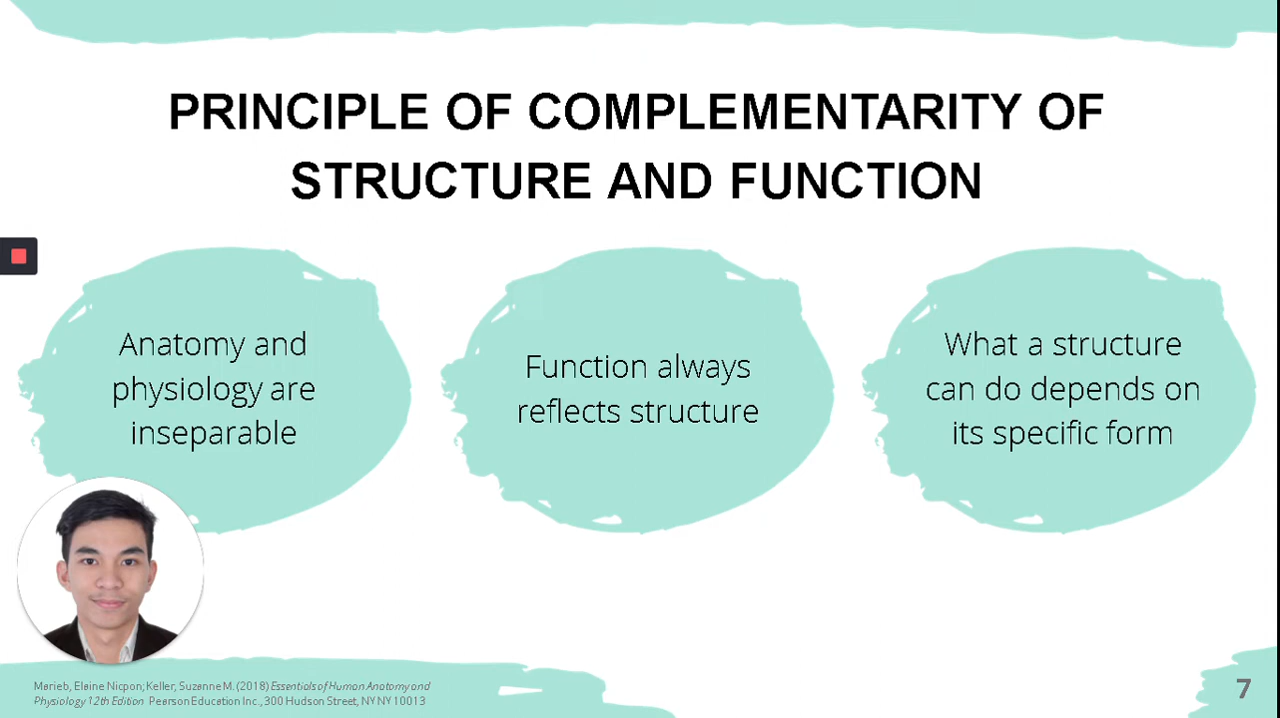 PRINCIPLE OF COMPLEMENTARITY OF
STRUCTURE AND FUNCTION
Anatomy and
physiology are
inseparable
Function always
reflects structure
What a structure
can do depends on
its specific form
Marieb, Elaine Nicpon; Keller, Suzanne M. (2018) Essentials of Human Anatomy and
Physiology 12th Edition Pearson Education Inc., 300 Hudson Street, NY NY 10013
7